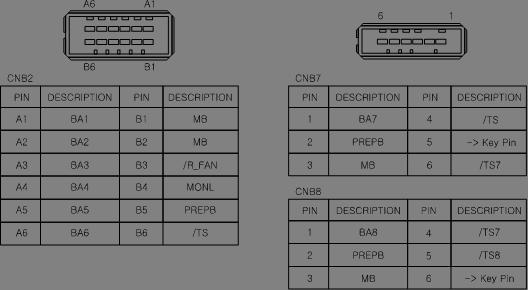 A6 A1
B6 B1
CNB2
PIN DESCRIPTION PIN DESCRIPTION
A1 BA1 B1 MB
A2 BA2 B2 MB
A3 BA3 B3 /R_FAN
A4 BA4 B4 MONL
A5 BA5 B5 PREPB
A6 BA6 B6 /TS
6 1
CNB7
PIN DESCRIPTION PIN DESCRIPTION
1 BA7 4 /TS
2 PREPB 5 -> Key Pin
3 MB 6 /TS7
CNB8
PIN DESCRIPTION PIN DESCRIPTION
1 BA8 4 /TS7
2 PREPB 5 /TS8
3 MB 6 -> Key Pin